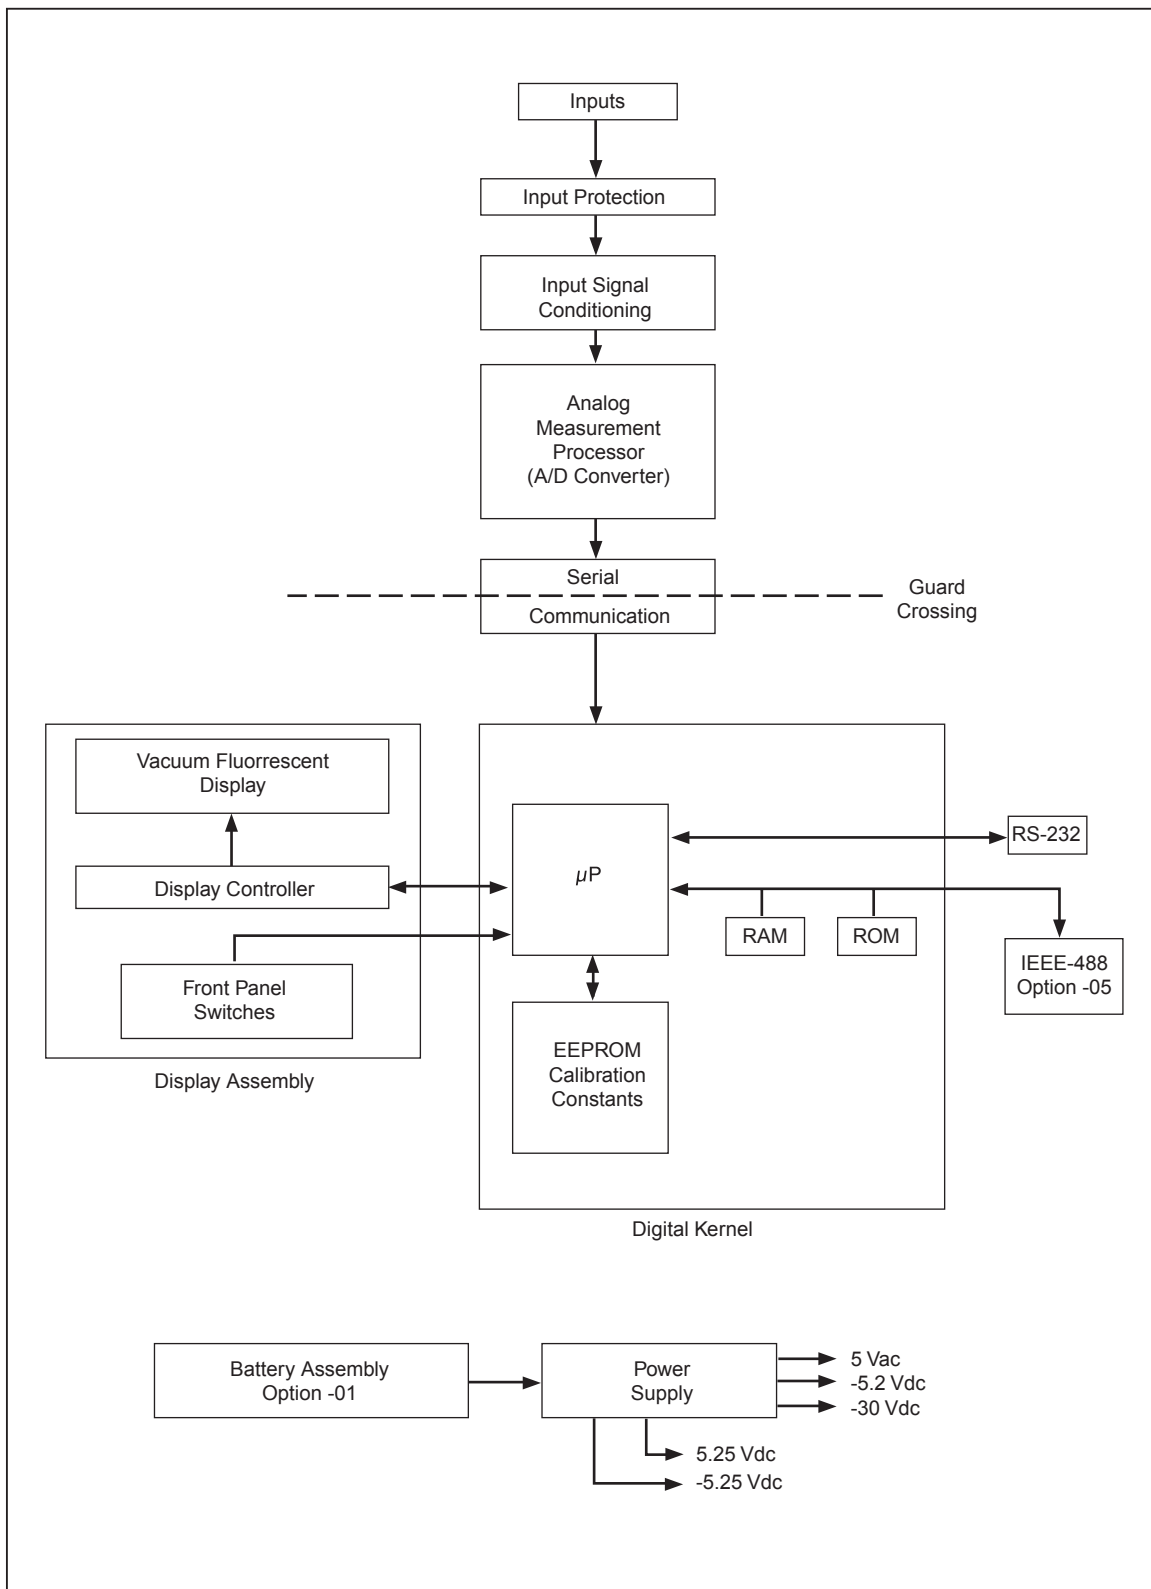 Inputs
Input Protection
Input Signal
Conditioning
Analog
Measurement
Processor
(A/D Converter)
Serial
Communication
Guard
Crossing
Vacuum Fluorrescent
Display
Display Controller
Front Panel
Switches
Display Assembly
µP
EEPROM
Calibration
Constants
RAM
ROM
RS-232
IEEE-488
Option -05
Digital Kernel
Battery Assembly
Option -01
Power
Supply
5 Vac
-5.2 Vdc
-30 Vdc
5.25 Vdc
-5.25 Vdc